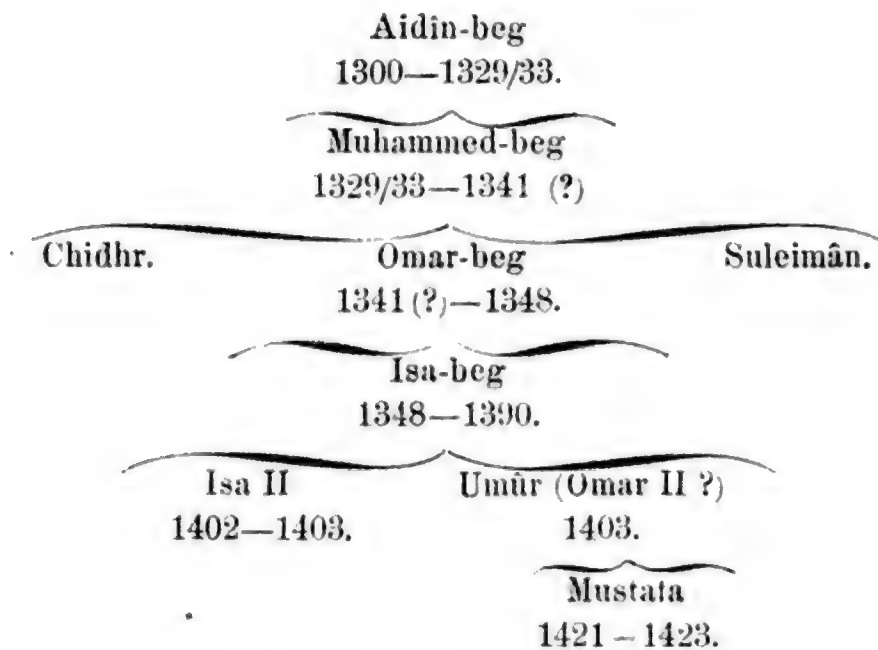 Aidîn-beg
1300—1329/33.
Muhammed-beg
1329/33—1341 (?)
Chidhr. Omar-beg Suleimân.
1341(?)—1348.
Isa-beg
1348—1390.
Isa II Umûr (Omar II ?)
1402—1403. 1403.
Mustafa
1421–1423.